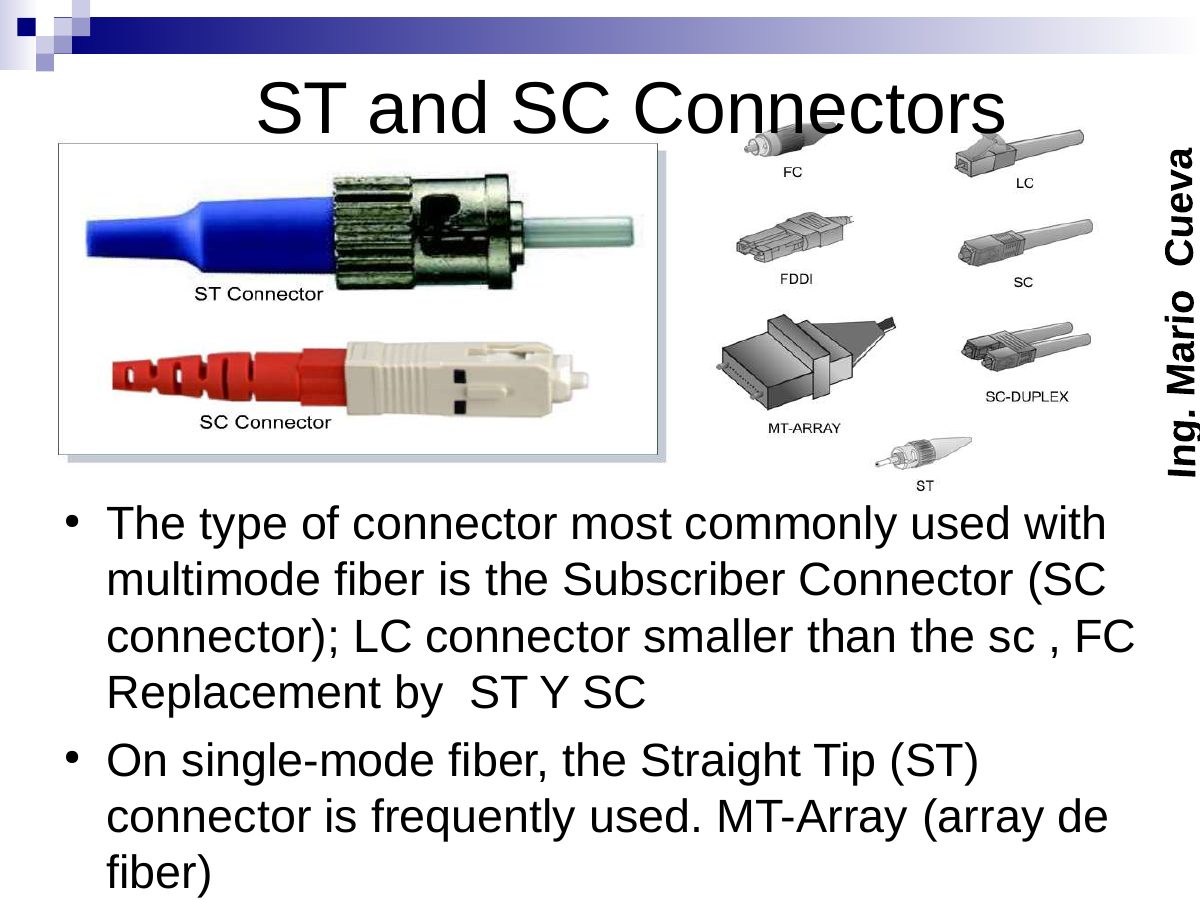 ST and SC Connectors
ST Connector
SC Connector
FC
LC
FDDI
SC
MT-ARRAY
SC-DUPLEX
ST
Ing. Mario Cueva
• The type of connector most commonly used with
multimode fiber is the Subscriber Connector (SC
connector); LC connector smaller than the sc , FC
Replacement by ST Y SC
• On single-mode fiber, the Straight Tip (ST)
connector is frequently used. MT-Array (array de
fiber)